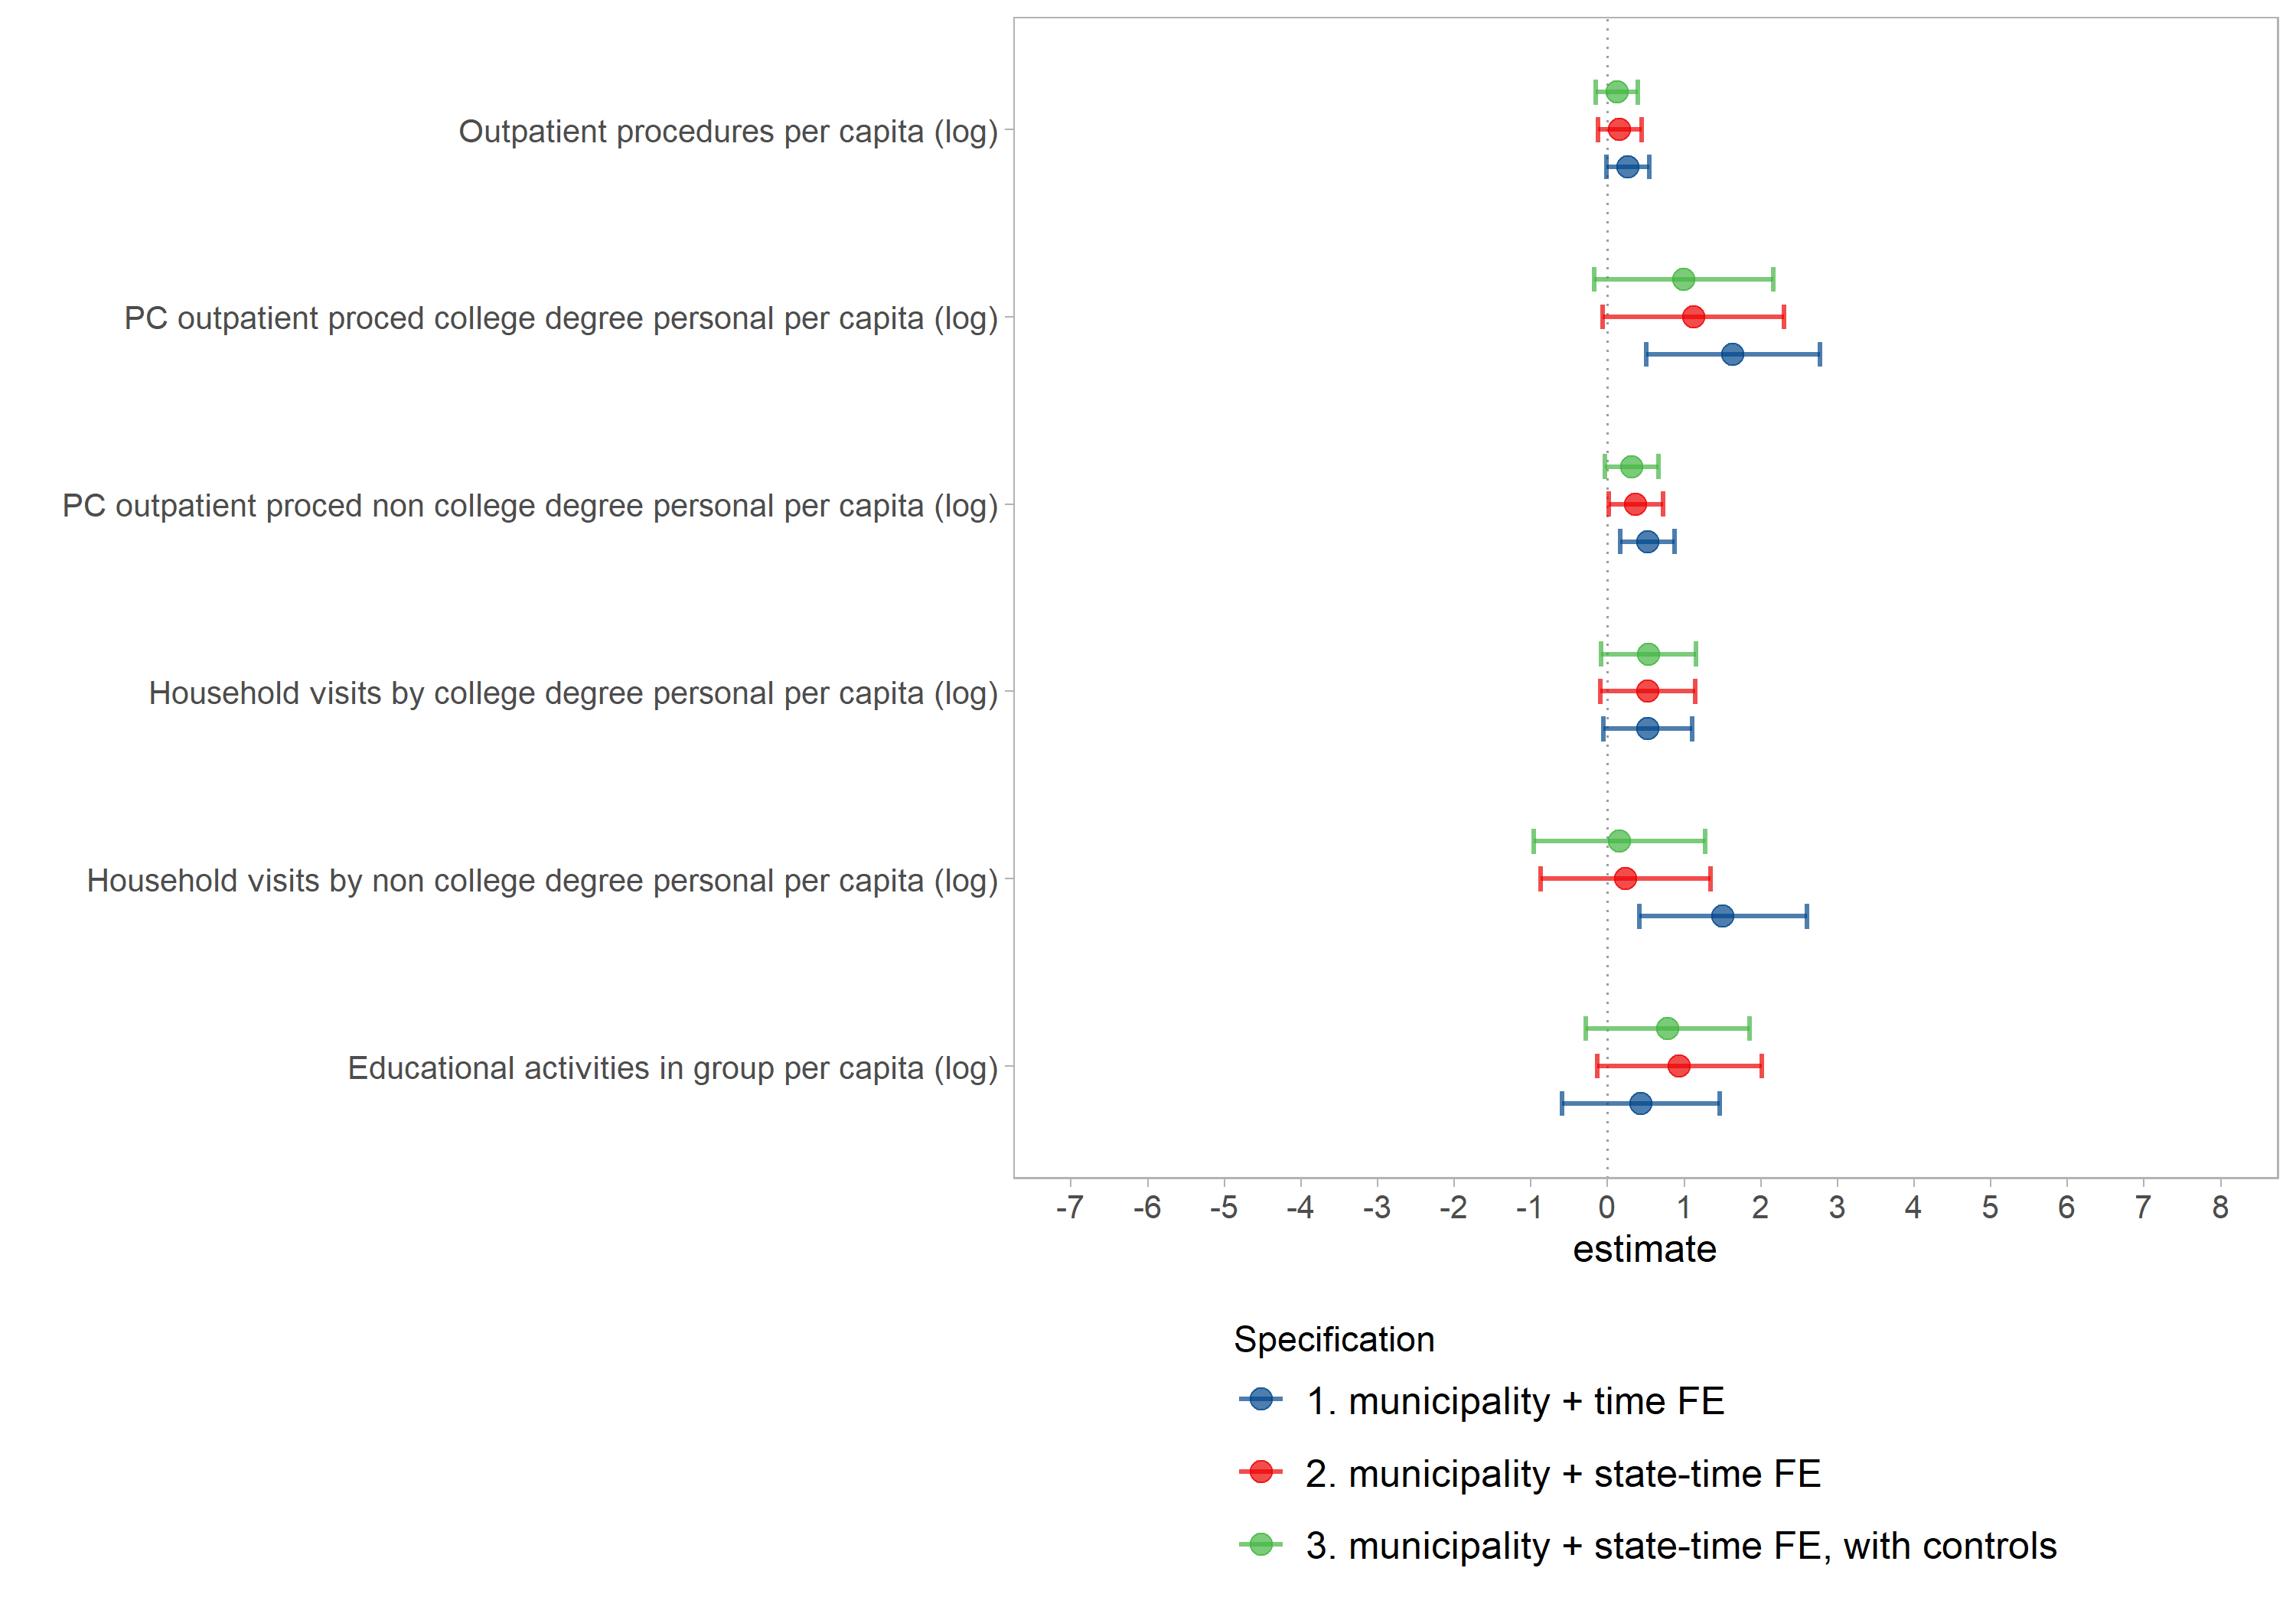 Outpatient procedures per capita (log)
PC outpatient proced college degree personal per capita (log)
PC outpatient proced non college degree personal per capita (log)
Household visits by college degree personal per capita (log)
Household visits by non college degree personal per capita (log)
Educational activities in group per capita (log)
-7 -6 -5 -4 -3 -2 -1 0 1 2 3 4 5 6 7 8
estimate
Specification
1. municipality + time FE
2. municipality + state-time FE
3. municipality + state-time FE, with controls